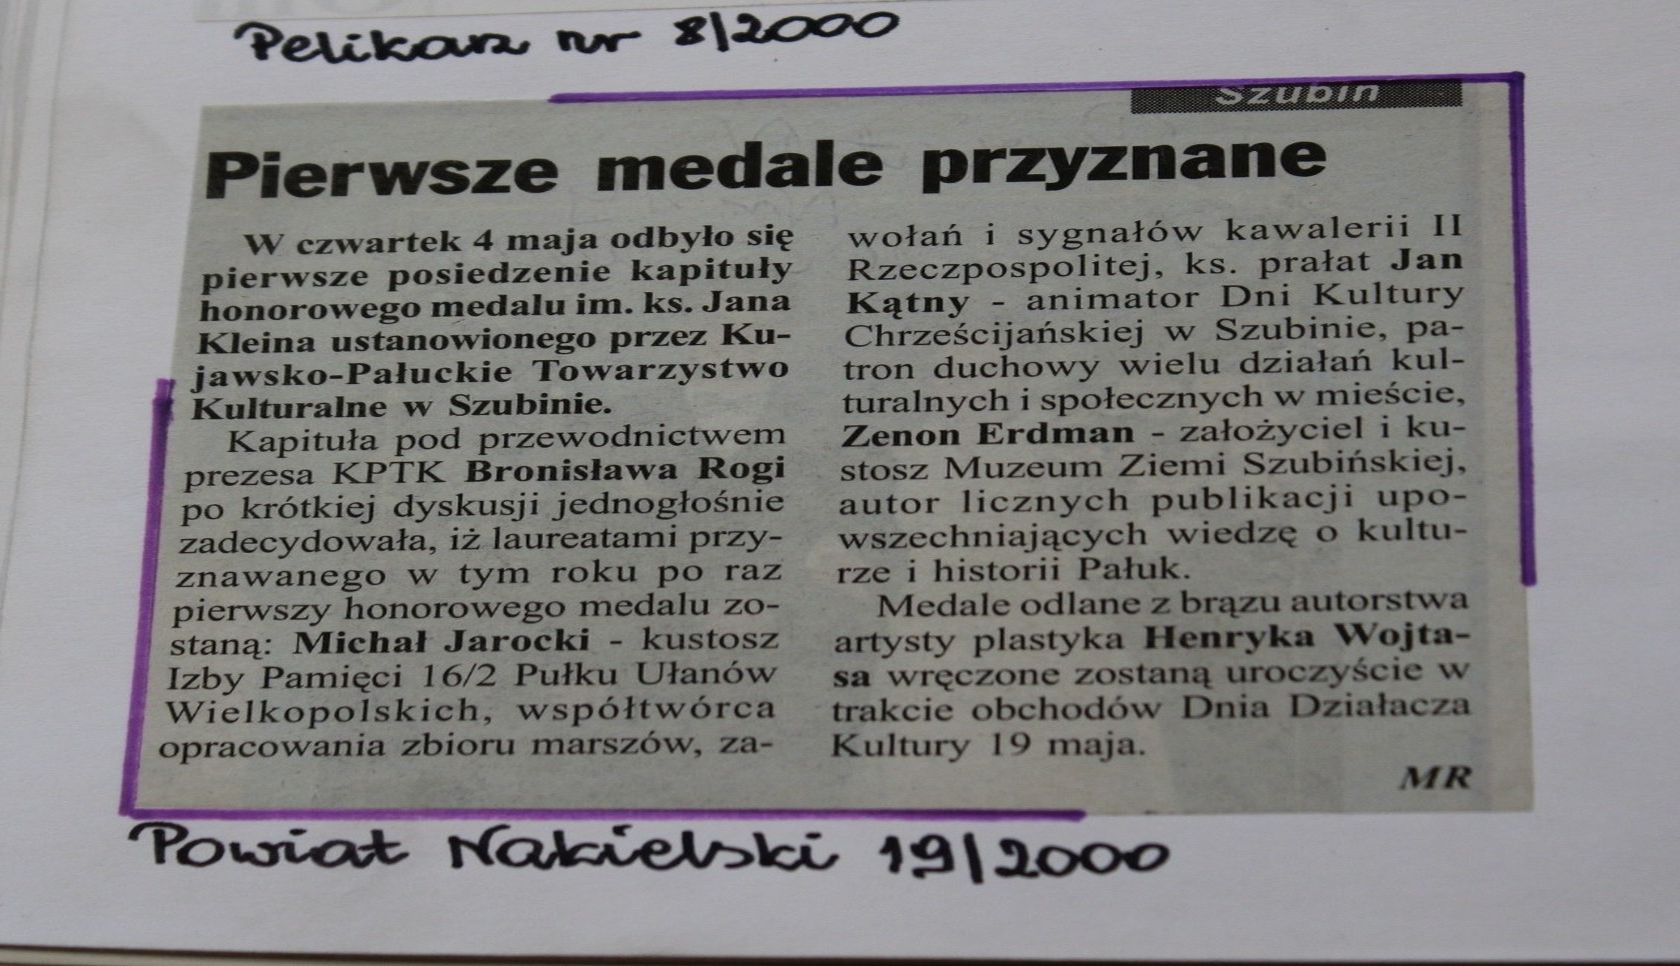 Pelikan nr 8/2000
Szubin
Pierwsze medale przyznane
W czwartek 4 maja odbyło się
pierwsze posiedzenie kapituły
honorowego medalu im. ks. Jana
Kleina ustanowionego przez Ku-
jawsko-Pałuckie Towarzystwo
Kulturalne w Szubinie.
Kapituła pod przewodnictwem
prezesa KPTK Bronisława Rogi
po krótkiej dyskusji jednogłośnie
zadecydowała, iż laureatami przy-
znawanego w tym roku po raz
pierwszy honorowego medalu zo-
staną: Michał Jarocki - kustosz
Izby Pamięci 16/2 Pułku Ułanów
Wielkopolskich, współtwórca
opracowania zbioru marszów, za-
wołań i sygnałów kawalerii II
Rzeczpospolitej, ks. prałat Jan
Kątny - animator Dni Kultury
Chrześcijańskiej w Szubinie, pa-
tron duchowy wielu działań kul-
turalnych i społecznych w mieście,
Zenon Erdman - założyciel i ku-
stosz Muzeum Ziemi Szubińskiej,
autor licznych publikacji upo-
wszechniających wiedzę o kultu-
rze i historii Pałuk.
Medale odlane z brązu autorstwa
artysty plastyka Henryka Wojta-
sa wręczone zostaną uroczyście w
trakcie obchodów Dnia Działacza
Kultury 19 maja.
MR
Powiat Nakielski 19/2000